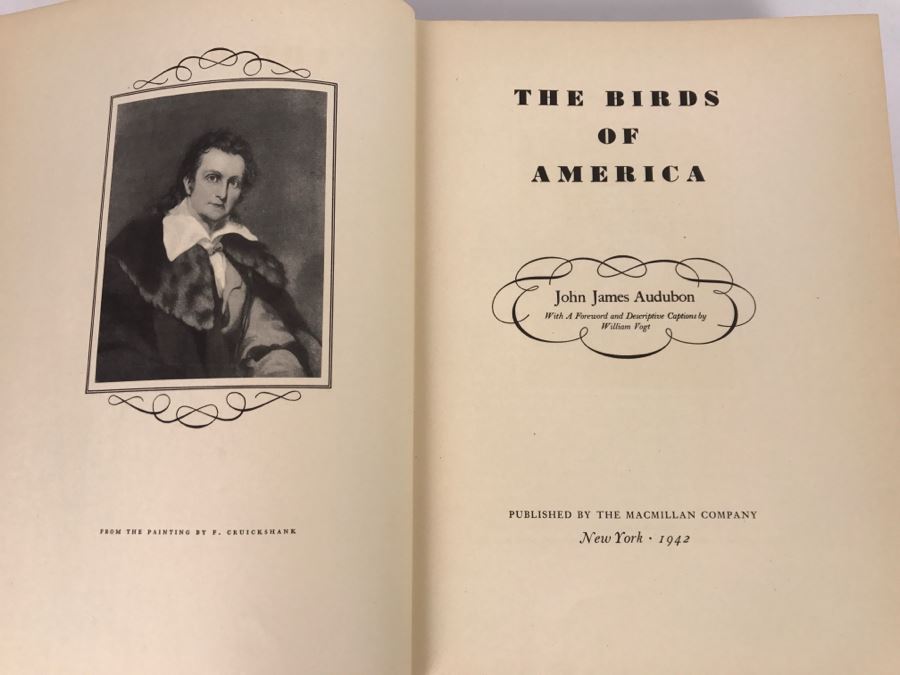 FROM THE PAINTING BY F. CRUICKSHANK
THE BIRDS
OF
AMERICA
John James Audubon
With A Foreword and Descriptive Captions by
William Vogt
PUBLISHED BY THE MACMILLAN COMPANY
New York · 1942